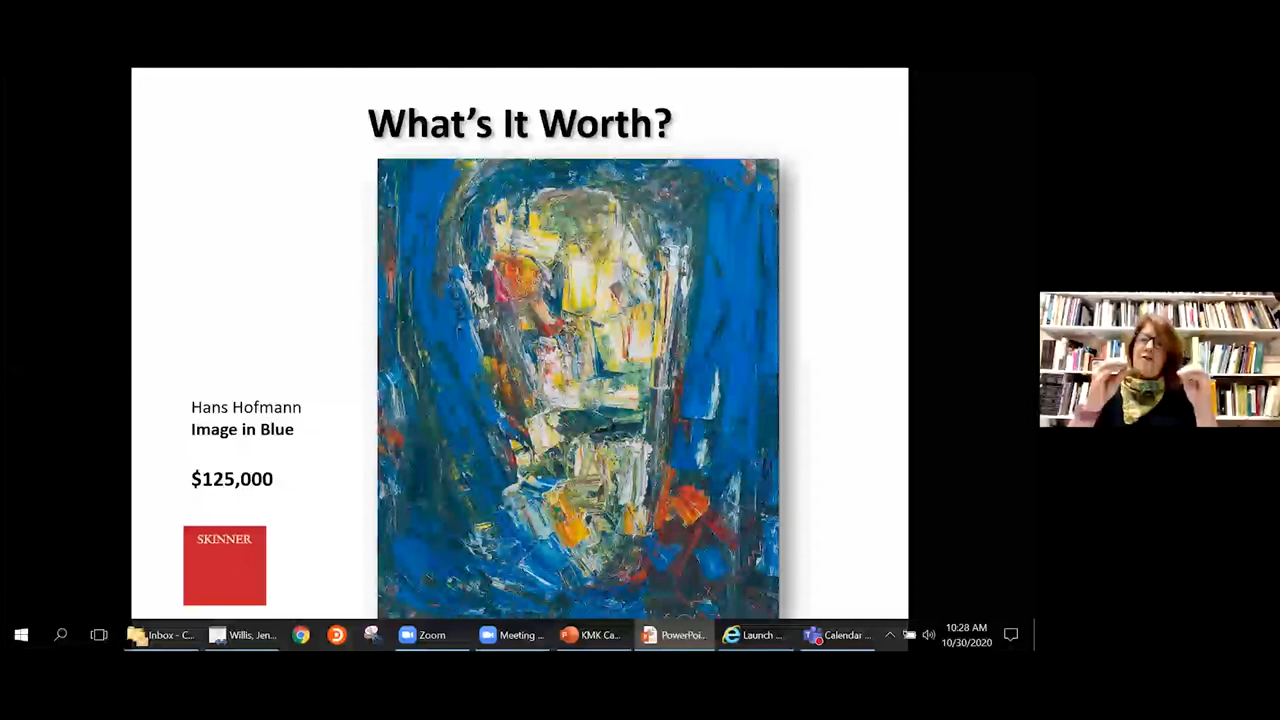 What's It Worth?
Hans Hofmann
Image in Blue
$125,000
SKINNER
Inbox - C...
Willis, Jen...
Zoom
Meeting ...
KMK Ca...
PowerPoi...
Launch ...
Calendar ...
10:28 AM
10/30/2020